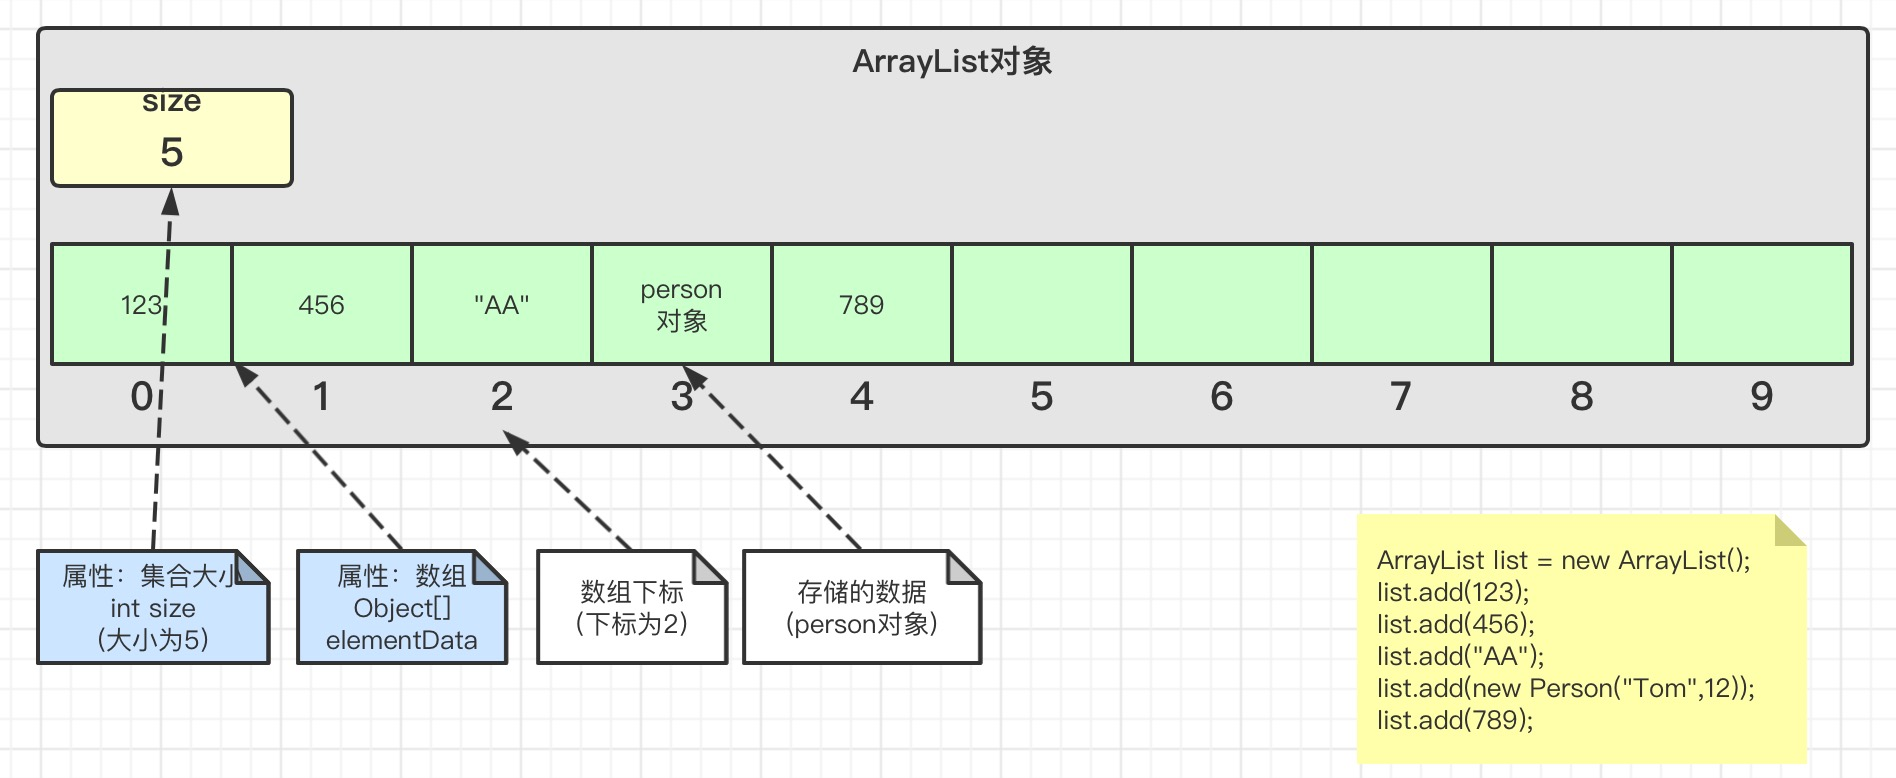 ArrayList对象
size
5
123
456
"AA"
person
对象
789
0
1
2
3
4
5
6
7
8
9
属性：集合大小
int size
（大小为5）
属性：数组
Object[]
elementData
数组下标
（下标为2）
存储的数据
（person对象）
ArrayList list = new ArrayList();
list.add(123);
list.add(456);
list.add("AA");
list.add(new Person("Tom",12));
list.add(789);